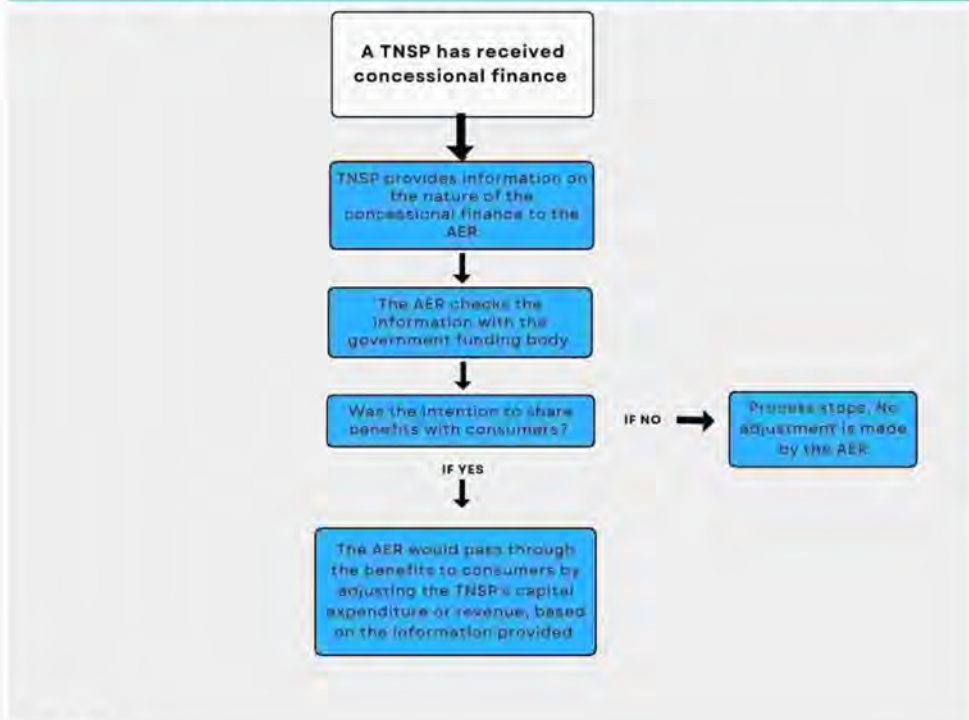 A TNSP has received
concessional finance
TNSP provides information on
the nature of the
concessional finance to the
AER
The AER checks the
information with the
government funding body
Was the intention to share
benefits with consumers?
IF NO
Process stops. No
adjustment is made
by the AER
IF YES
The AER would pass through
the benefits to consumers by
adjusting the TNSP's capital
expenditure or revenue, based
on the information provided